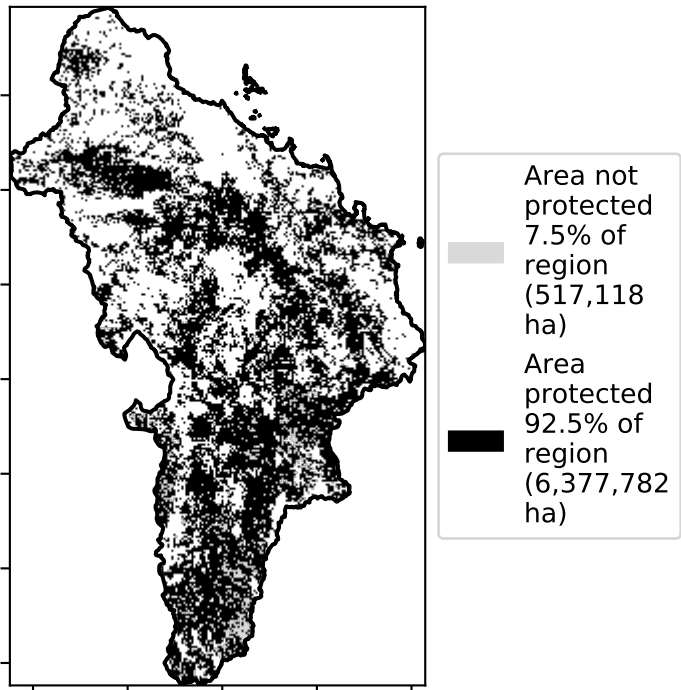 Area not
protected
7.5% of
region
(517,118
ha)
Area
protected
92.5% of
region
(6,377,782
ha)